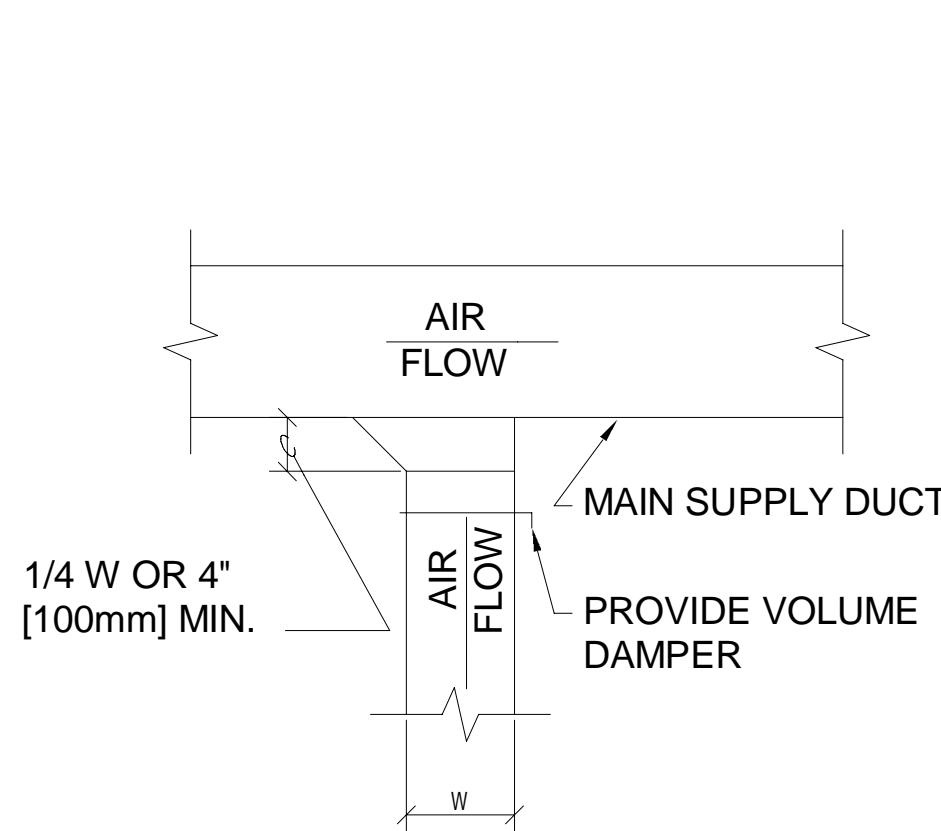 AIR
FLOW
C
MAIN SUPPLY DUCT
AIR
FLOW
1/4 W OR 4"
[100mm] MIN.
PROVIDE VOLUME
DAMPER
W